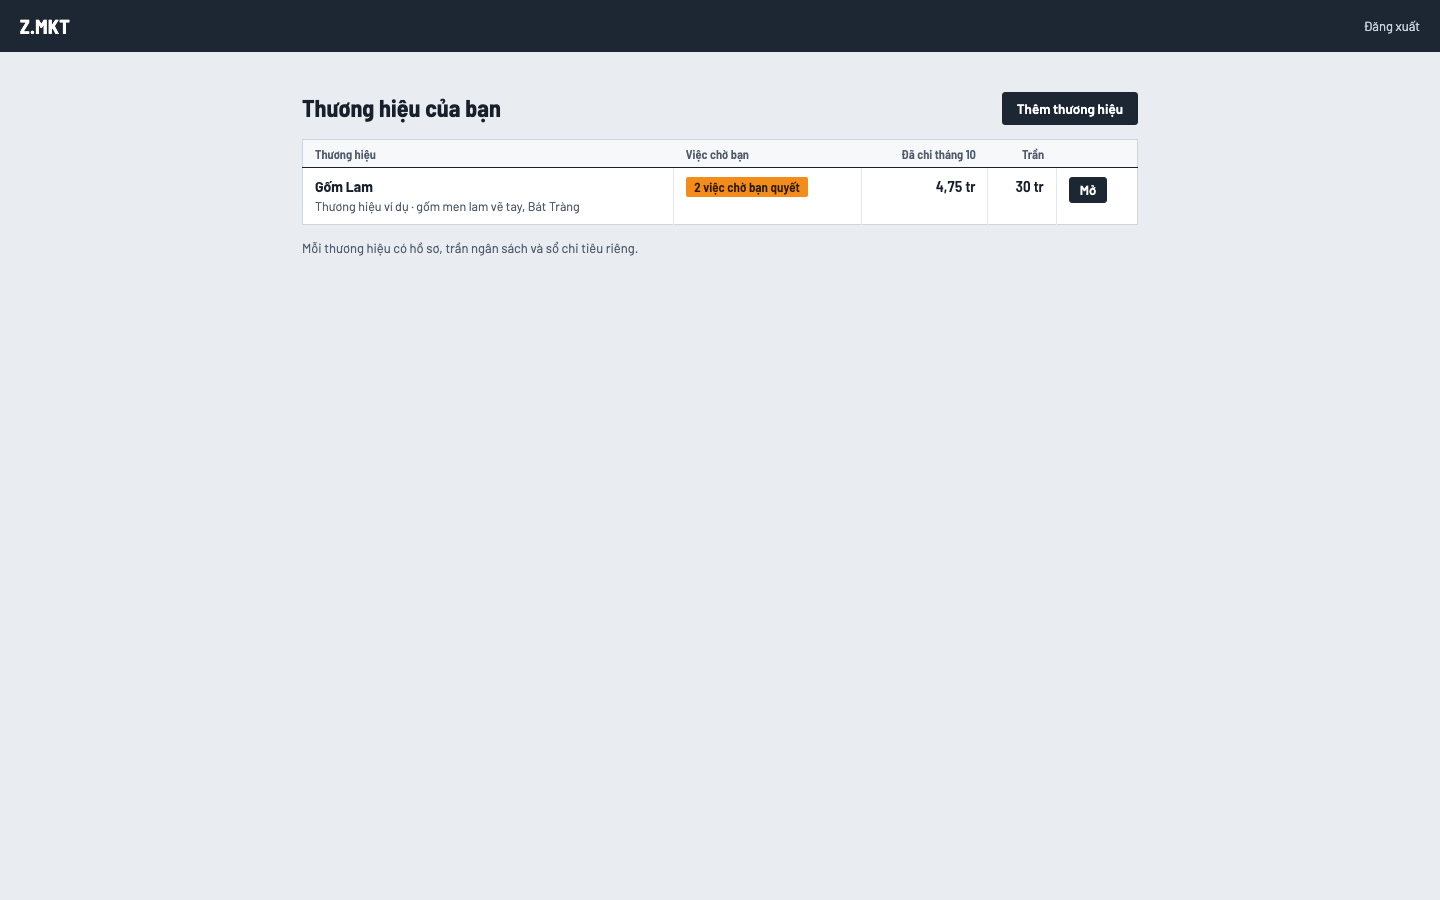 Z.MKT
Đăng xuất
Thương hiệu của bạn
Thêm thương hiệu
Thương hiệu Việc chờ bạn Đã chi tháng 10 Trần
Gốm Lam 2 việc chờ bạn quyết 4,75 tr 30 tr Mở
Thương hiệu ví dụ · gốm men lam vẽ tay, Bát Tràng
Mỗi thương hiệu có hồ sơ, trần ngân sách và sổ chi tiêu riêng.